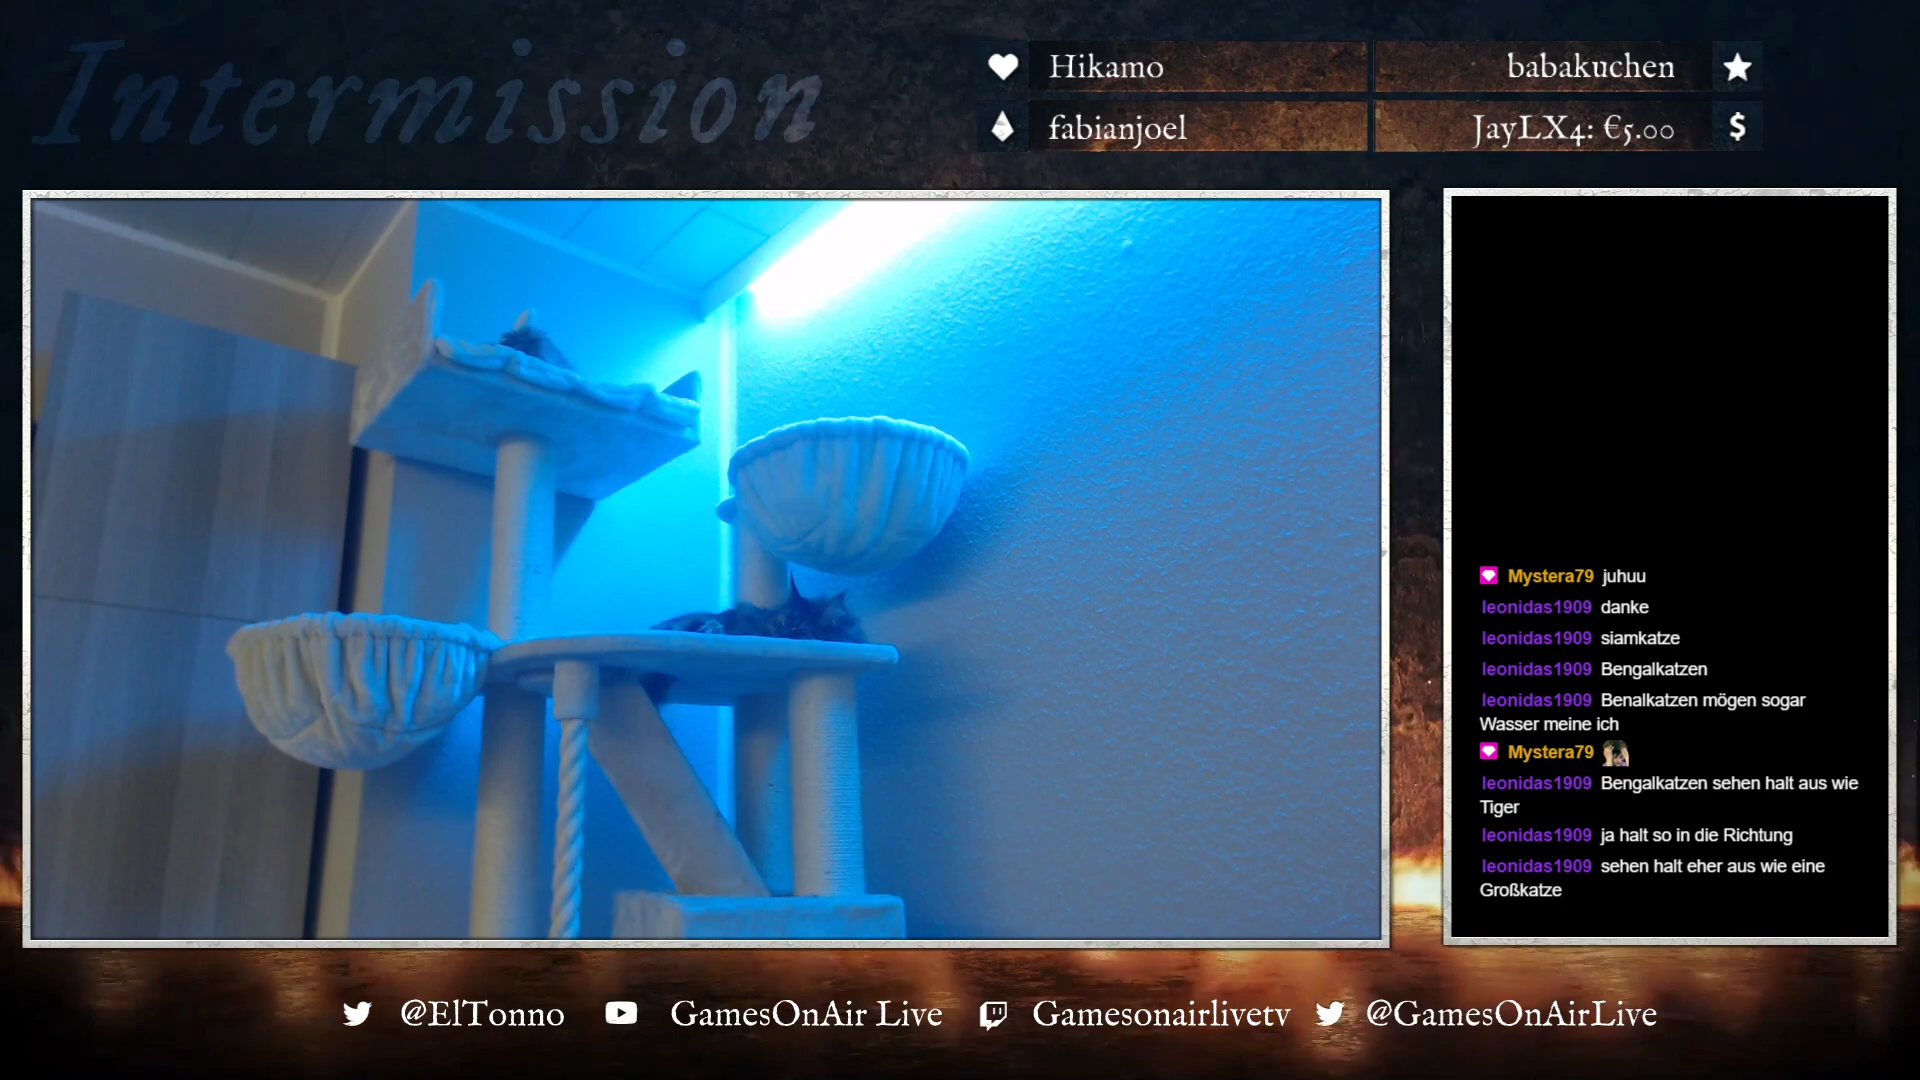 Intermission
Hikamo
babakuchen
fabianjoel
JayLX4: €5.00
Mystera79 juhuu
leonidas1909 danke
leonidas1909 siamkatze
leonidas1909 Bengalkatzen
leonidas1909 Benalkatzen mögen sogar
Wasser meine ich
Mystera79
leonidas1909 Bengalkatzen sehen halt aus wie
Tiger
leonidas1909 ja halt so in die Richtung
leonidas1909 sehen halt eher aus wie eine
Großkatze
@ElTonno GamesOnAir Live Gamesonairlivetv @GamesOnAirLive